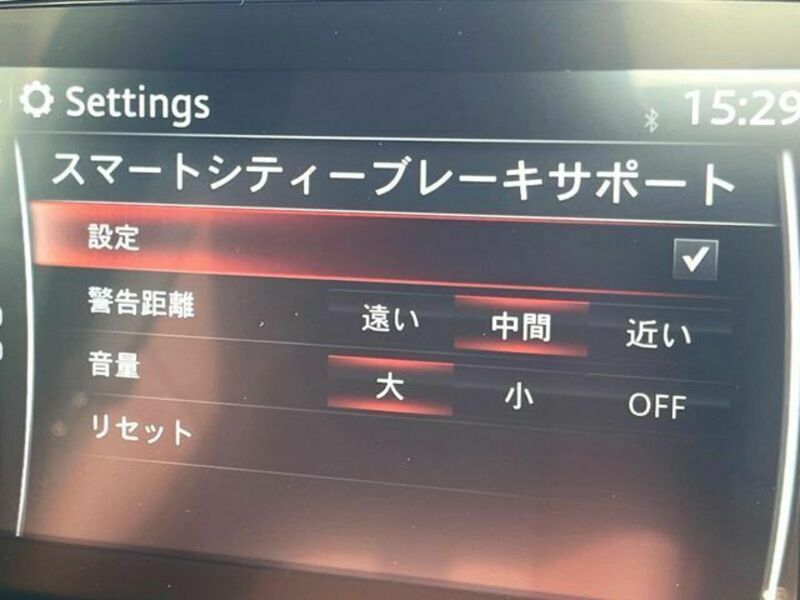 Settings 15:29
スマートシティーブレーキサポート
設定
警告距離 遠い 中間 近い
音量 大 小 OFF
リセット